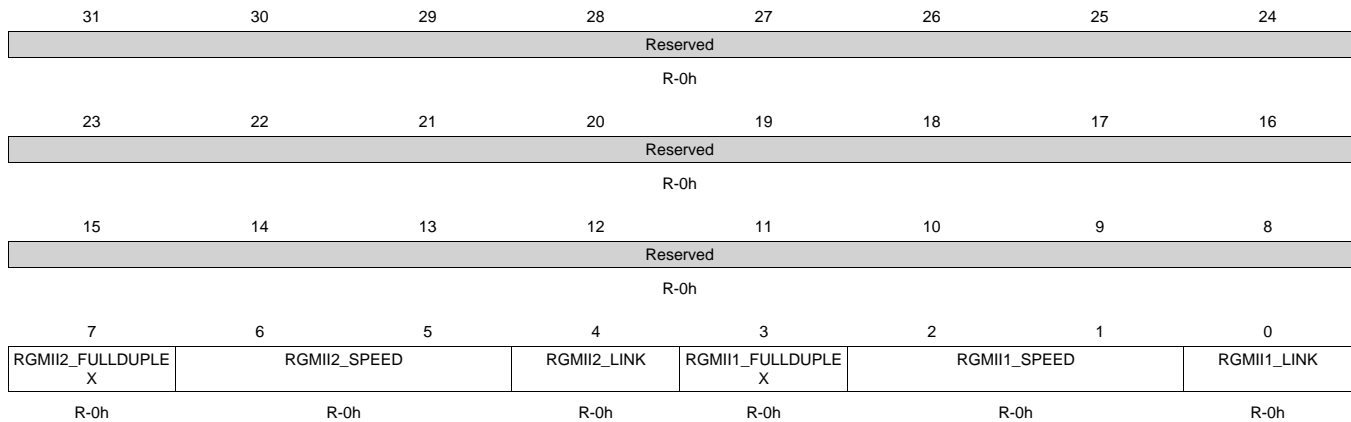 31 30 29 28 27 26 25 24
Reserved
R-0h
23 22 21 20 19 18 17 16
Reserved
R-0h
15 14 13 12 11 10 9 8
Reserved
R-0h
7 6 5 4 3 2 1 0
RGMII2_FULLDUPLE RGMII2_SPEED RGMII2_LINK RGMII1_FULLDUPLE RGMII1_SPEED RGMII1_LINK
X X
R-0h R-0h R-0h R-0h R-0h R-0h